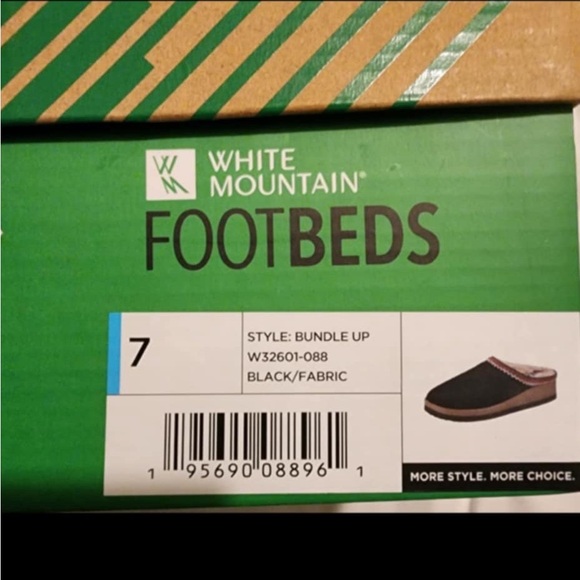 WM
WHITE
MOUNTAIN®
FOOTBEDS
7
STYLE: BUNDLE UP
W32601-088
BLACK/FABRIC
1 95690 08896 1
MORE STYLE. MORE CHOICE.